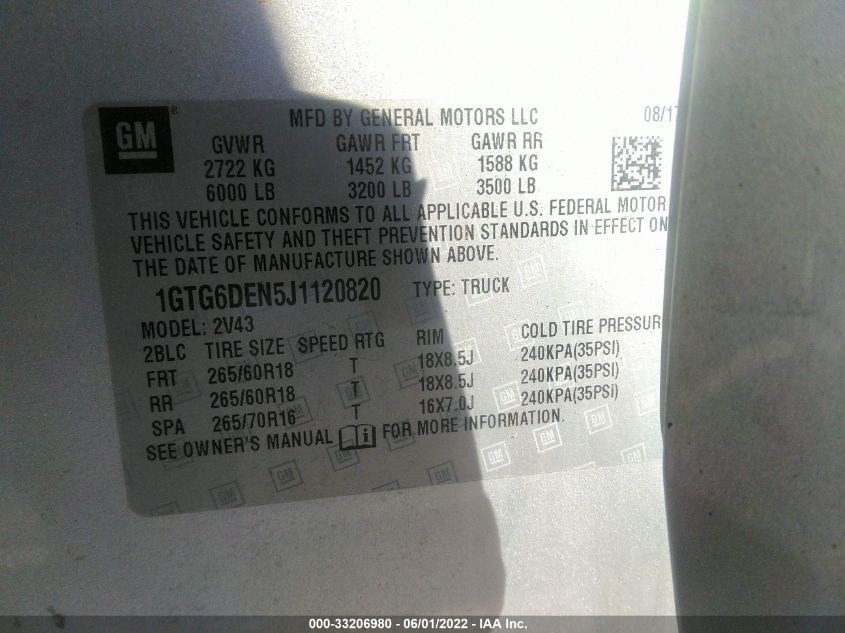 GM ® MFD BY GENERAL MOTORS LLC 08/17
GVWR GAWR FRT GAWR RR
2722 KG 1452 KG 1588 KG
6000 LB 3200 LB 3500 LB
THIS VEHICLE CONFORMS TO ALL APPLICABLE U.S. FEDERAL MOTOR
VEHICLE SAFETY AND THEFT PREVENTION STANDARDS IN EFFECT ON
THE DATE OF MANUFACTURE SHOWN ABOVE.
1GTG6DEN5J1120820 TYPE: TRUCK
MODEL: 2V43
2BLC TIRE SIZE SPEED RTG RIM COLD TIRE PRESSUR
FRT 265/60R18 T 18X8.5J 240KPA(35PSI)
RR 265/60R18 T 18X8.5J 240KPA(35PSI)
SPA 265/70R16 T 16X7.0J 240KPA(35PSI)
SEE OWNER'S MANUAL FOR MORE INFORMATION.
000-33206980 - 06/01/2022 - IAA Inc.